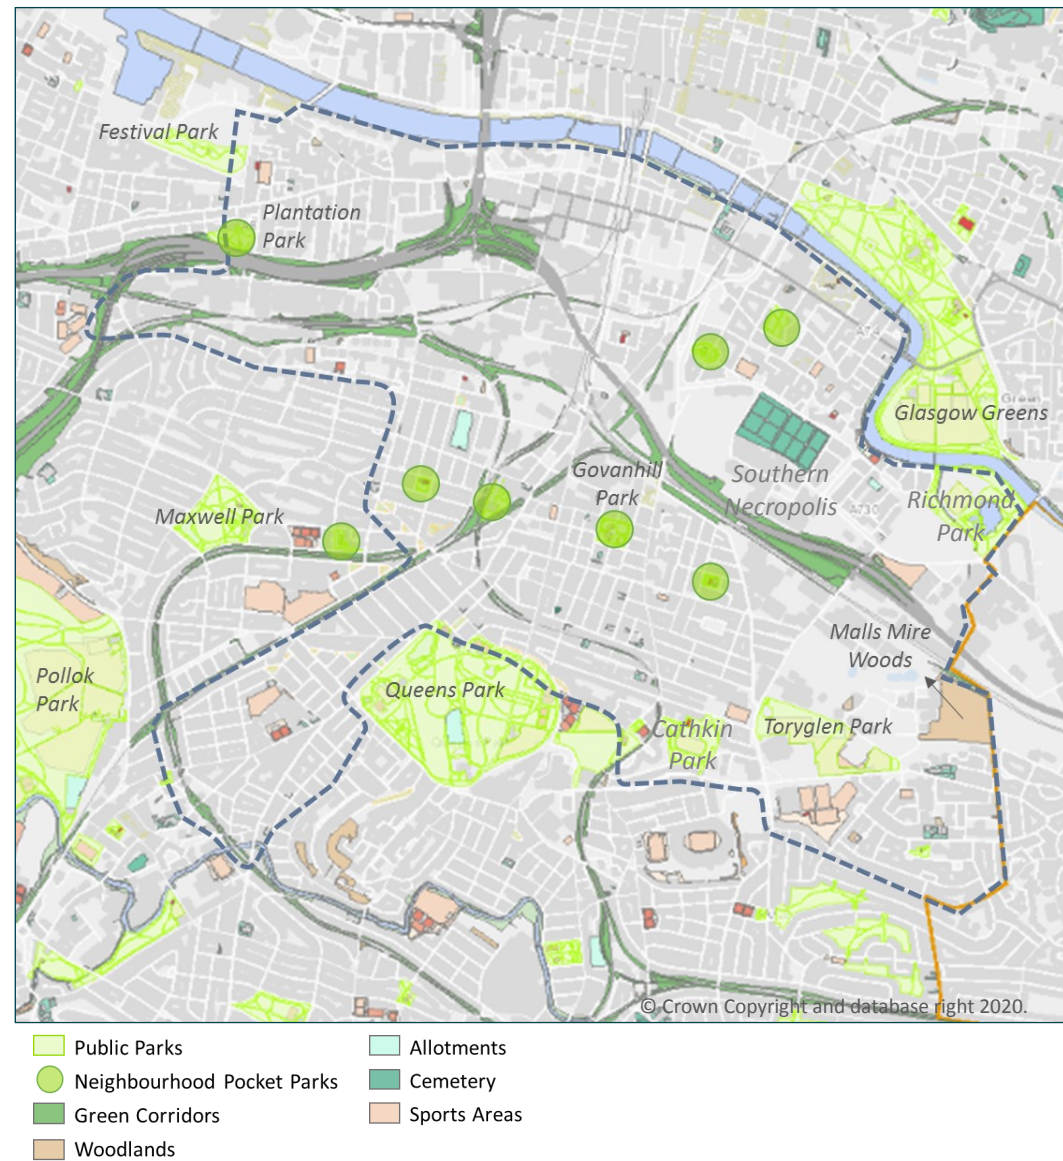 Festival Park
Plantation
Park
A74
Glasgow Greens
Green
Govanhill
Park
Southern
Necropolis
A730
Richmond
Park
Maxwell Park
Malls Mire
Woods
Pollok
Park
Queens Park
Cathkin
Park
Toryglen Park
© Crown Copyright and database right 2020.
Public Parks
Neighbourhood Pocket Parks
Green Corridors
Woodlands
Allotments
Cemetery
Sports Areas